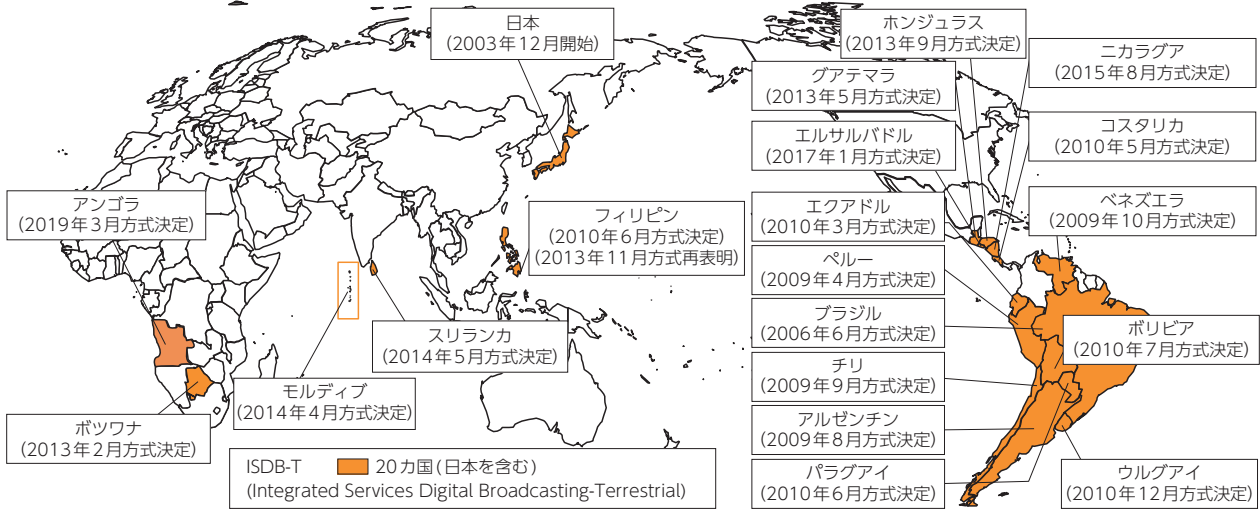 日本
(2003年12月開始)
ホンジュラス
(2013年9月方式決定)
ニカラグア
(2015年8月方式決定)
グアテマラ
(2013年5月方式決定)
コスタリカ
(2010年5月方式決定)
エルサルバドル
(2017年1月方式決定)
アンゴラ
(2019年3月方式決定)
フィリピン
(2010年6月方式決定)
(2013年11月方式再表明)
エクアドル
(2010年3月方式決定)
ベネズエラ
(2009年10月方式決定)
ペルー
(2009年4月方式決定)
スリランカ
(2014年5月方式決定)
ブラジル
(2006年6月方式決定)
ボリビア
(2010年7月方式決定)
モルディブ
(2014年4月方式決定)
チリ
(2009年9月方式決定)
ボツワナ
(2013年2月方式決定)
アルゼンチン
(2009年8月方式決定)
パラグアイ
(2010年6月方式決定)
ウルグアイ
(2010年12月方式決定)
ISDB-T 20カ国(日本を含む)
(Integrated Services Digital Broadcasting-Terrestrial)